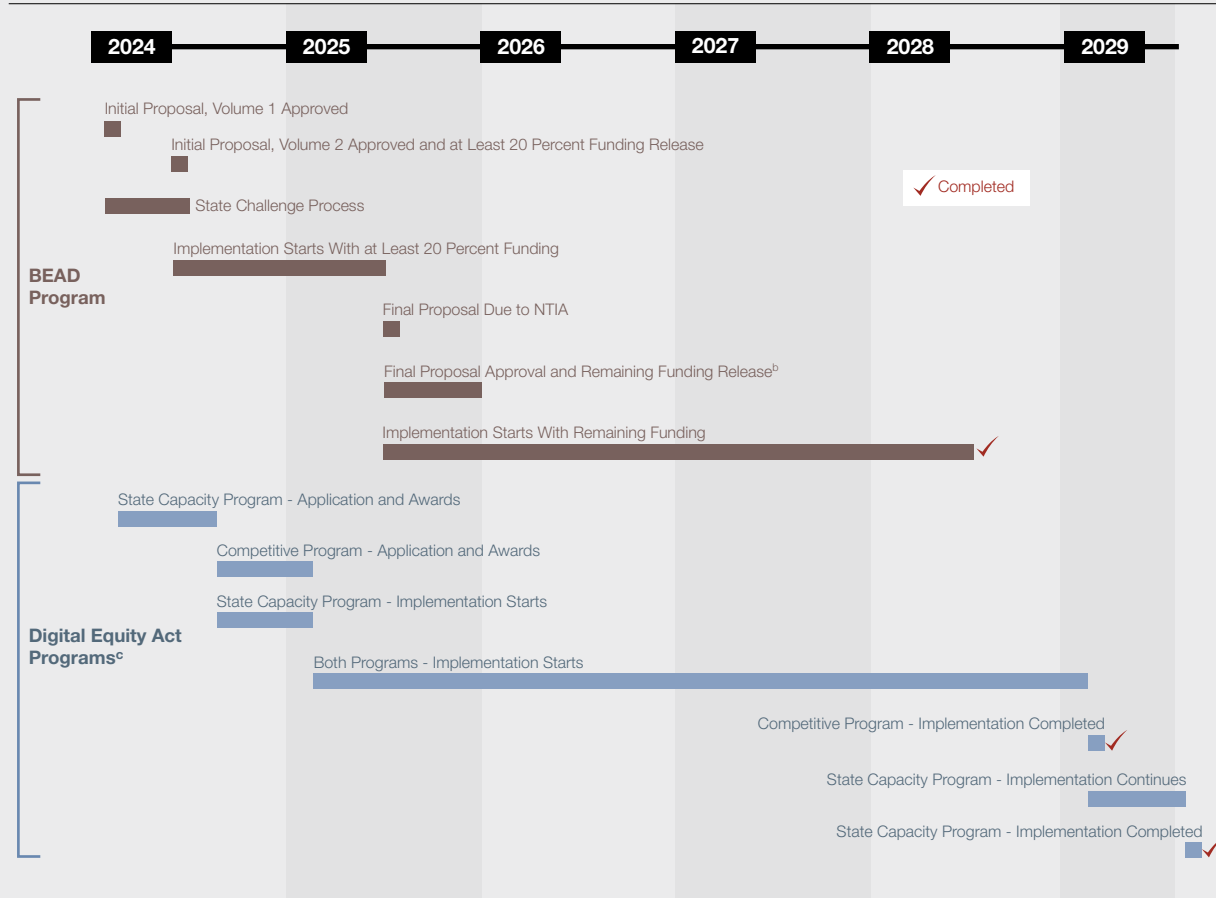 2024 2025 2026 2027 2028 2029
Initial Proposal, Volume 1 Approved
Initial Proposal, Volume 2 Approved and at Least 20 Percent Funding Release
Completed
State Challenge Process
Implementation Starts With at Least 20 Percent Funding
BEAD
Program
Final Proposal Due to NTIA
Final Proposal Approval and Remaining Funding Releaseᵇ
Implementation Starts With Remaining Funding
State Capacity Program - Application and Awards
Competitive Program - Application and Awards
State Capacity Program - Implementation Starts
Digital Equity Act
Programsᶜ
Both Programs - Implementation Starts
Competitive Program - Implementation Completed
State Capacity Program - Implementation Continues
State Capacity Program - Implementation Completed